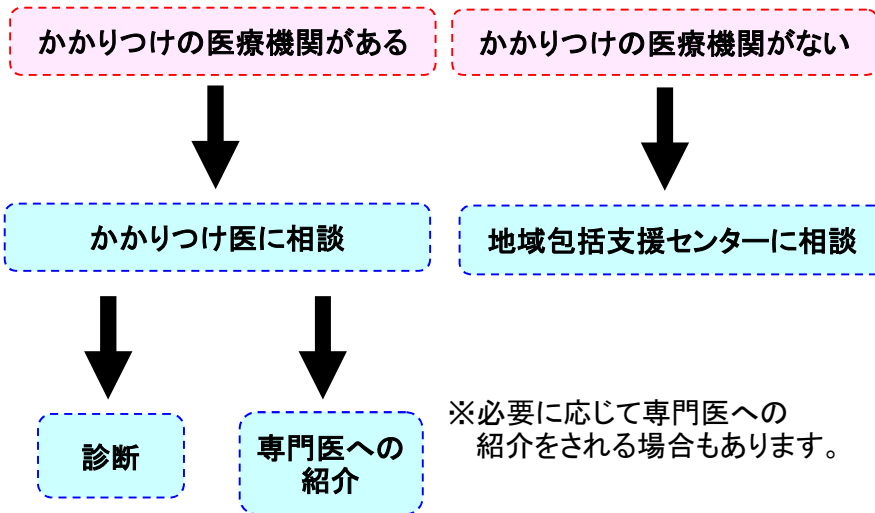 かかりつけの医療機関がある
かかりつけの医療機関がない
かかりつけ医に相談
地域包括支援センターに相談
診断
専門医への
紹介
※必要に応じて専門医への
紹介をされる場合もあります。